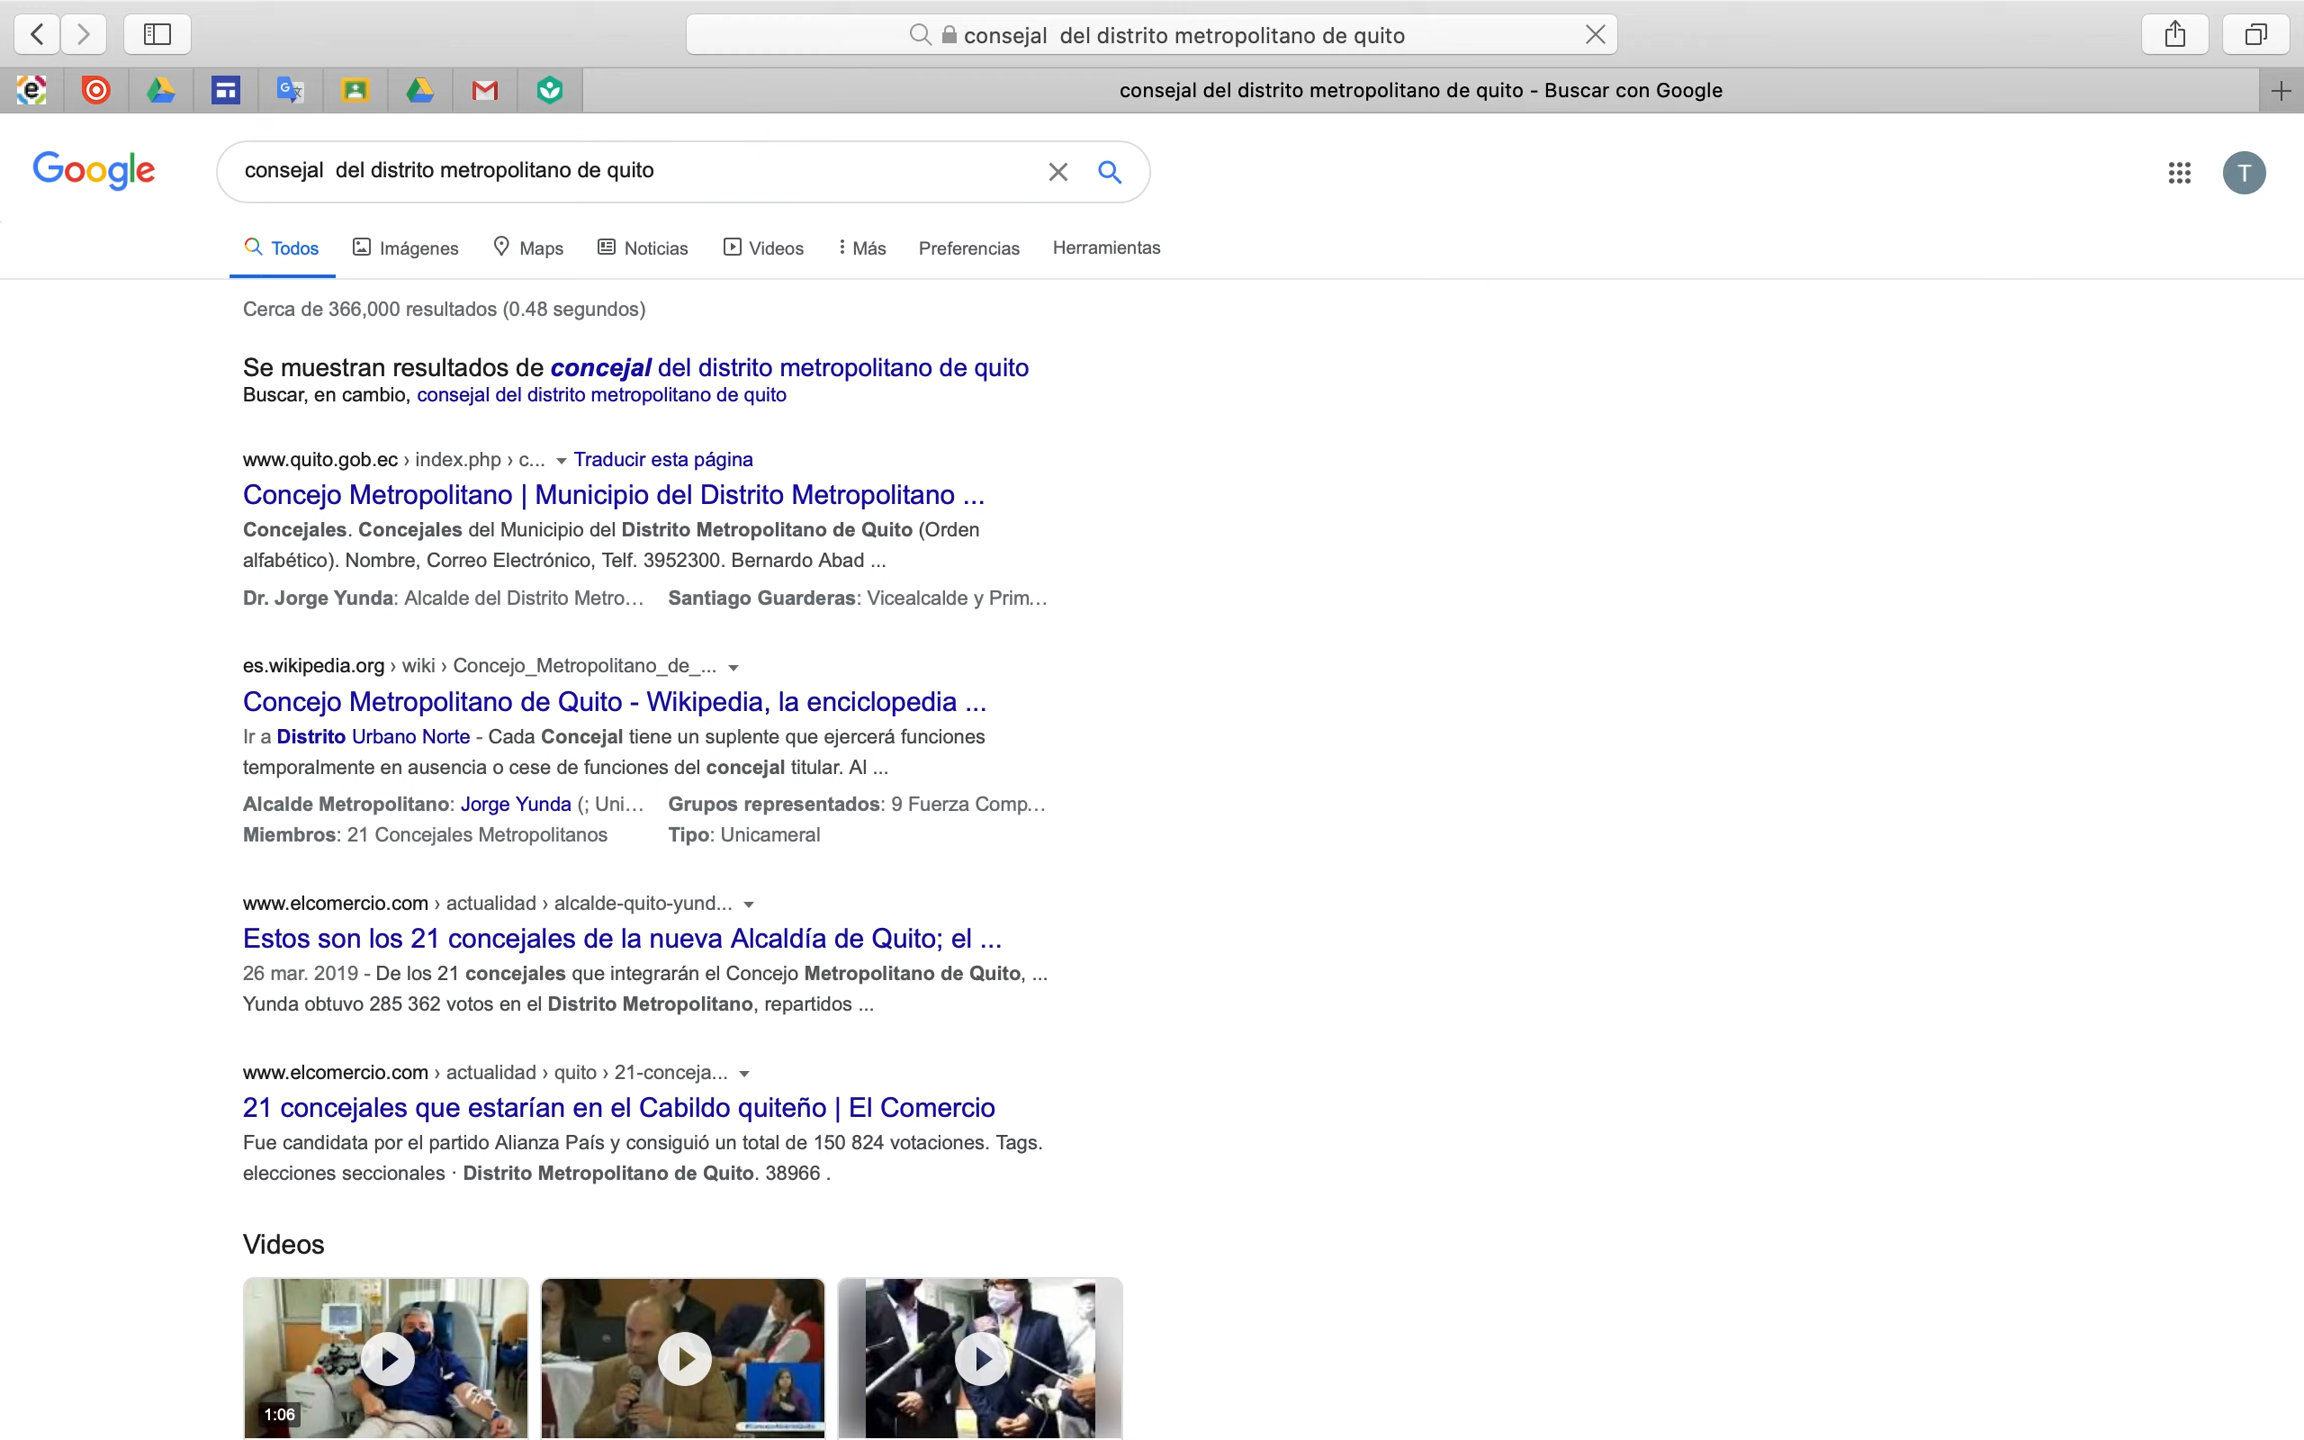 consejal  del distrito metropolitano de quito
consejal del distrito metropolitano de quito - Buscar con Google
Google
consejal  del distrito metropolitano de quito
T
Todos
Imágenes
Maps
Noticias
Videos
Más
Preferencias
Herramientas
Cerca de 366,000 resultados (0.48 segundos)
Se muestran resultados de concejal del distrito metropolitano de quito
Buscar, en cambio, consejal del distrito metropolitano de quito
www.quito.gob.ec › index.php › c... Traducir esta página
Concejo Metropolitano | Municipio del Distrito Metropolitano ...
Concejales. Concejales del Municipio del Distrito Metropolitano de Quito (Orden
alfabético). Nombre, Correo Electrónico, Telf. 3952300. Bernardo Abad ...
Dr. Jorge Yunda: Alcalde del Distrito Metro... Santiago Guarderas: Vicealcalde y Prim...
es.wikipedia.org › wiki › Concejo_Metropolitano_de_...
Concejo Metropolitano de Quito - Wikipedia, la enciclopedia ...
Ir a Distrito Urbano Norte - Cada Concejal tiene un suplente que ejercerá funciones
temporalmente en ausencia o cese de funciones del concejal titular. Al ...
Alcalde Metropolitano: Jorge Yunda (; Uni... Grupos representados: 9 Fuerza Comp...
Miembros: 21 Concejales Metropolitanos Tipo: Unicameral
www.elcomercio.com › actualidad › alcalde-quito-yund...
Estos son los 21 concejales de la nueva Alcaldía de Quito; el ...
26 mar. 2019 - De los 21 concejales que integrarán el Concejo Metropolitano de Quito, ...
Yunda obtuvo 285 362 votos en el Distrito Metropolitano, repartidos ...
www.elcomercio.com › actualidad › quito › 21-conceja...
21 concejales que estarían en el Cabildo quiteño | El Comercio
Fue candidata por el partido Alianza País y consiguió un total de 150 824 votaciones. Tags.
elecciones seccionales · Distrito Metropolitano de Quito. 38966 .
Videos
1:06